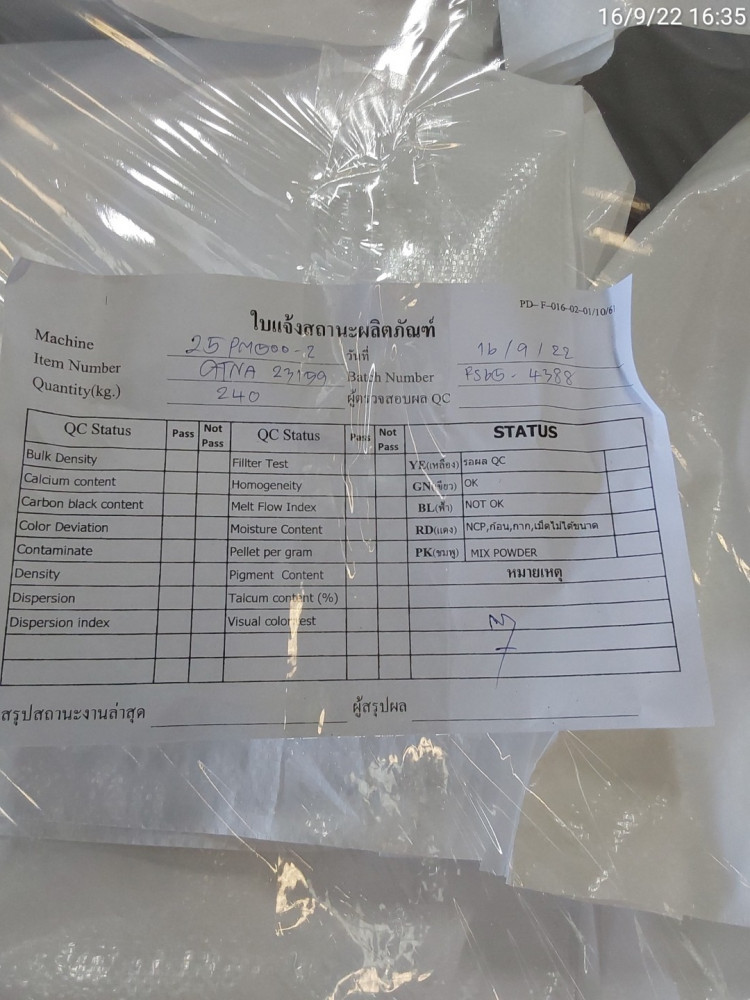 16/9/22 16:35
PD- F-016-02-01/10/6
ใบแจ้งสถานะผลิตภัณฑ์
Machine 25 วันที่ 16/9/22
Item Number 23199 Batch Number 4388
Quantity(kg.) 240 ผู้ตรวจสอบผล QC
QC Status Pass Not Pass QC Status Pass Not Pass STATUS
Bulk Density Fillter Test YE(เหลือง) รอผล QC
Calcium content Homogeneity GN(เขียว) OK
Carbon black content Melt Flow Index BL(ฟ้า) NOT OK
Color Deviation Moisture Content RD(แดง) NCP,ก้อน,กาก,เม็ดไม่ได้ขนาด
Contaminate Pellet per gram PK(ชมพู) MIX POWDER
Density Pigment Content หมายเหตุ
Dispersion Talcum content (%)
Dispersion index Visual color test
สรุปสถานะงานล่าสุด ผู้สรุปผล